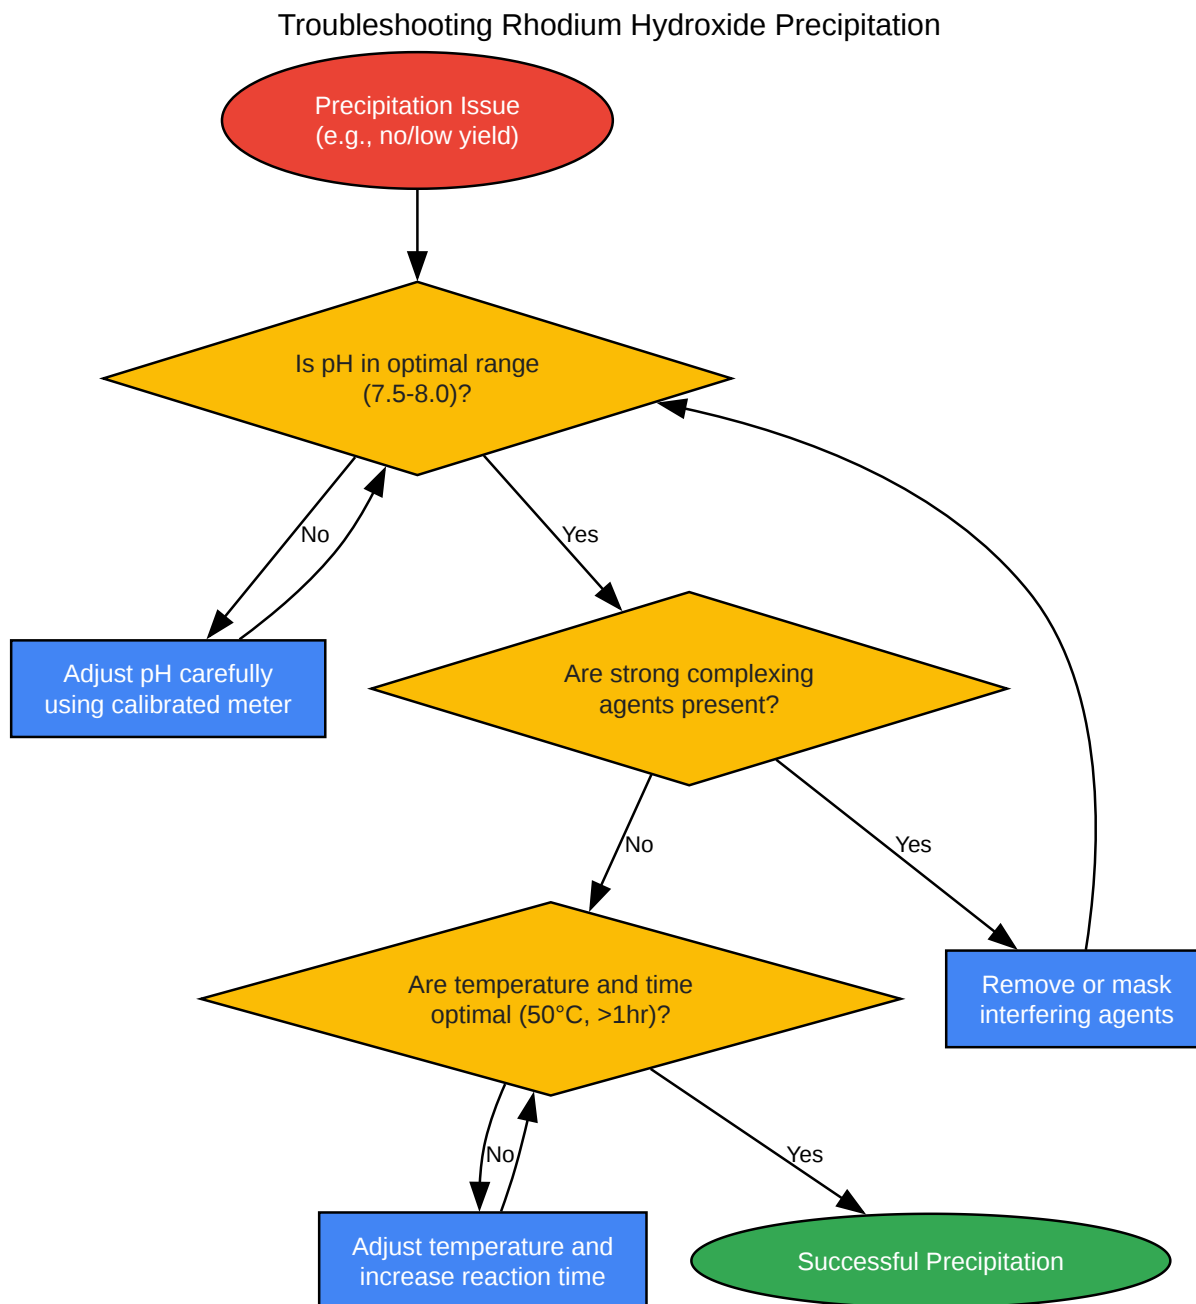 Troubleshooting Rhodium Hydroxide Precipitation
Precipitation Issue
(e.g., no/low yield)
Is pH in optimal range
(7.5-8.0)?
No
Yes
Adjust pH carefully
using calibrated meter
Are strong complexing
agents present?
No
Yes
Are temperature and time
optimal (50°C, >1hr)?
Remove or mask
interfering agents
No
Yes
Adjust temperature and
increase reaction time
Successful Precipitation